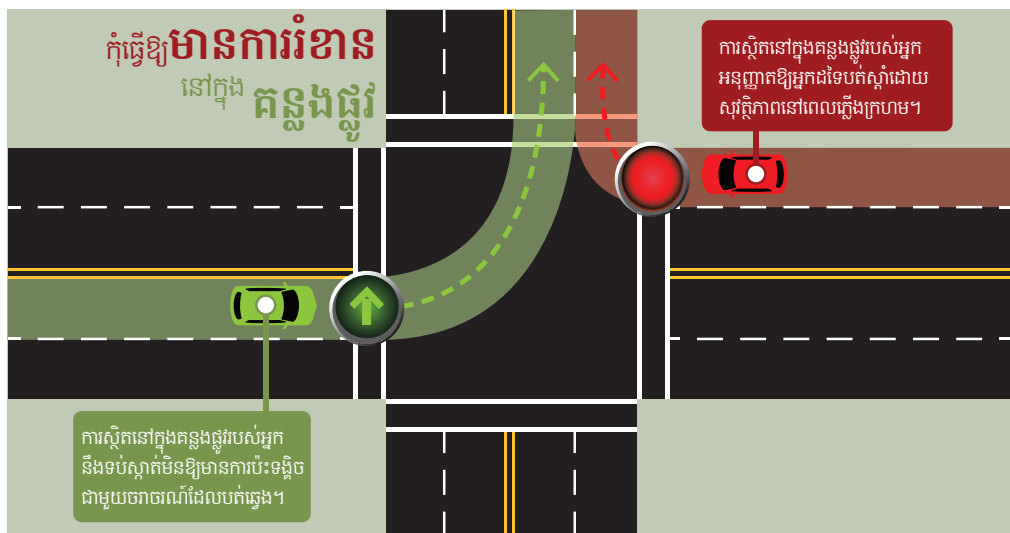 កុំធ្វើឱ្យមានការរំខាន
នៅក្នុង គន្លងផ្លូវ
ការស្ថិតនៅក្នុងគន្លងផ្លូវរបស់អ្នក
អនុញ្ញាតឱ្យអ្នកដទៃបត់ស្តាំដោយ
សុវត្ថិភាពនៅពេលភ្លើងក្រហម។
ការស្ថិតនៅក្នុងគន្លងផ្លូវរបស់អ្នក
នឹងទប់ស្កាត់មិនឱ្យមានការប៉ះទង្គិច
ជាមួយចរាចរណ៍ដែលបត់ឆ្វេង។